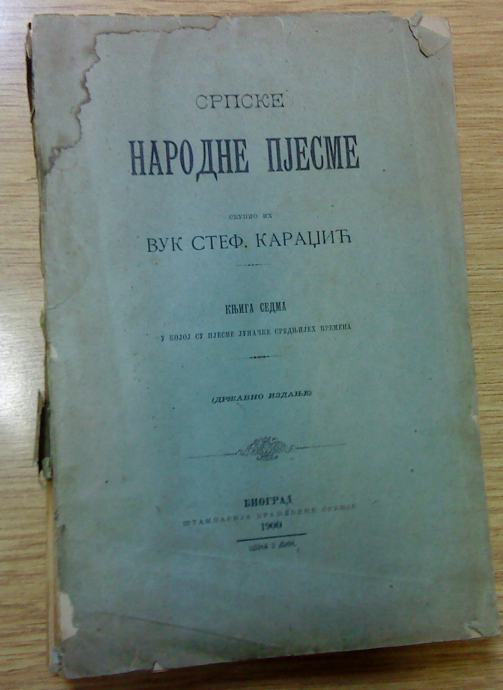 СРПСКЕ
НАРОДНЕ ПЈЕСМЕ
СКУПИО ИХ
ВУК СТЕФ. КАРАЏИЋ
КЊИГА СЕДМА
У КОЈОЈ СУ ПЈЕСМЕ ЈУНАЧКЕ СРЕДЊИЈЕХ ВРЕМЕНА
(ДРЖАВНО ИЗДАЊЕ)
БИОГРАД
ШТАМПАРИЈА КРАЉЕВИНЕ СРБИЈЕ
1900